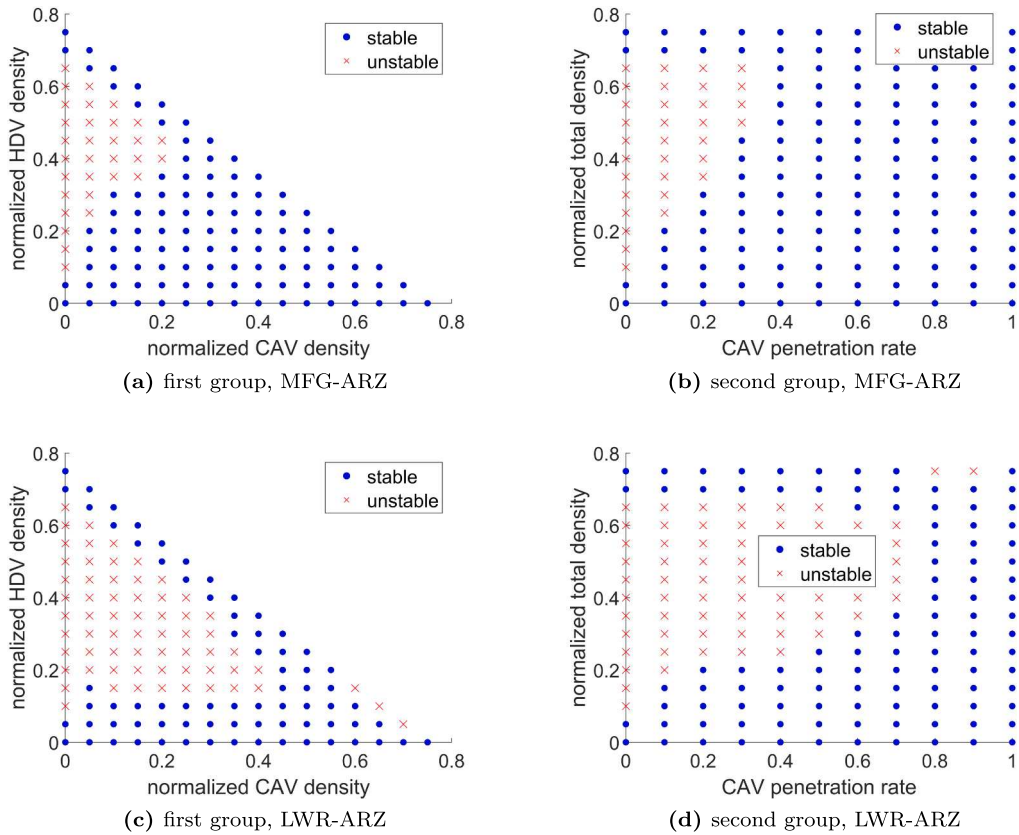 0.8
0.6
0.4
0.2
0
normalized HDV density
stable
unstable
0 0.2 0.4 0.6 0.8
normalized CAV density
(a) first group, MFG-ARZ
0.8
0.6
0.4
0.2
0
normalized total density
stable
unstable
0 0.2 0.4 0.6 0.8 1
CAV penetration rate
(b) second group, MFG-ARZ
0.8
0.6
0.4
0.2
0
normalized HDV density
stable
unstable
0 0.2 0.4 0.6 0.8
normalized CAV density
(c) first group, LWR-ARZ
0.8
0.6
0.4
0.2
0
normalized total density
stable
unstable
0 0.2 0.4 0.6 0.8 1
CAV penetration rate
(d) second group, LWR-ARZ